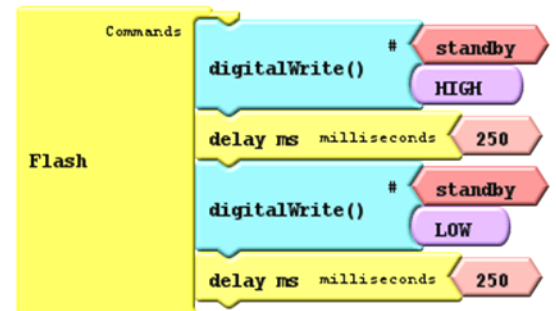 Commands
# standby
digitalWrite()
HIGH
delay ms milliseconds 250
Flash
# standby
digitalWrite()
LOW
delay ms milliseconds 250